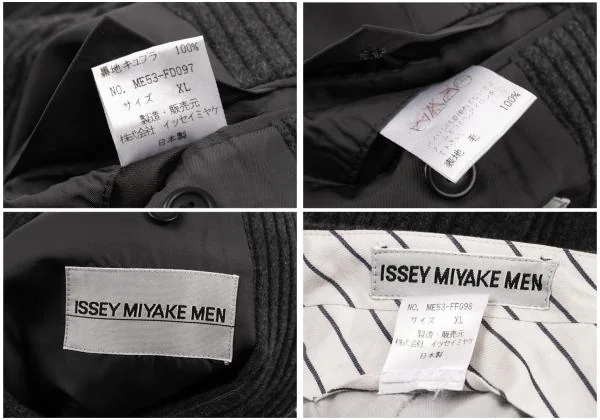 裏地 キュプラ 100%
NO. ME53-FD097
サイズ XL
製造・販売元
株式会社 イッセイミヤケ
日本製
表地 毛 100%
ISSEY MIYAKE MEN
ISSEY MIYAKE MEN
NO. ME53-FF098
サイズ XL
製造・販売元
株式会社 イッセイミヤケ
日本製